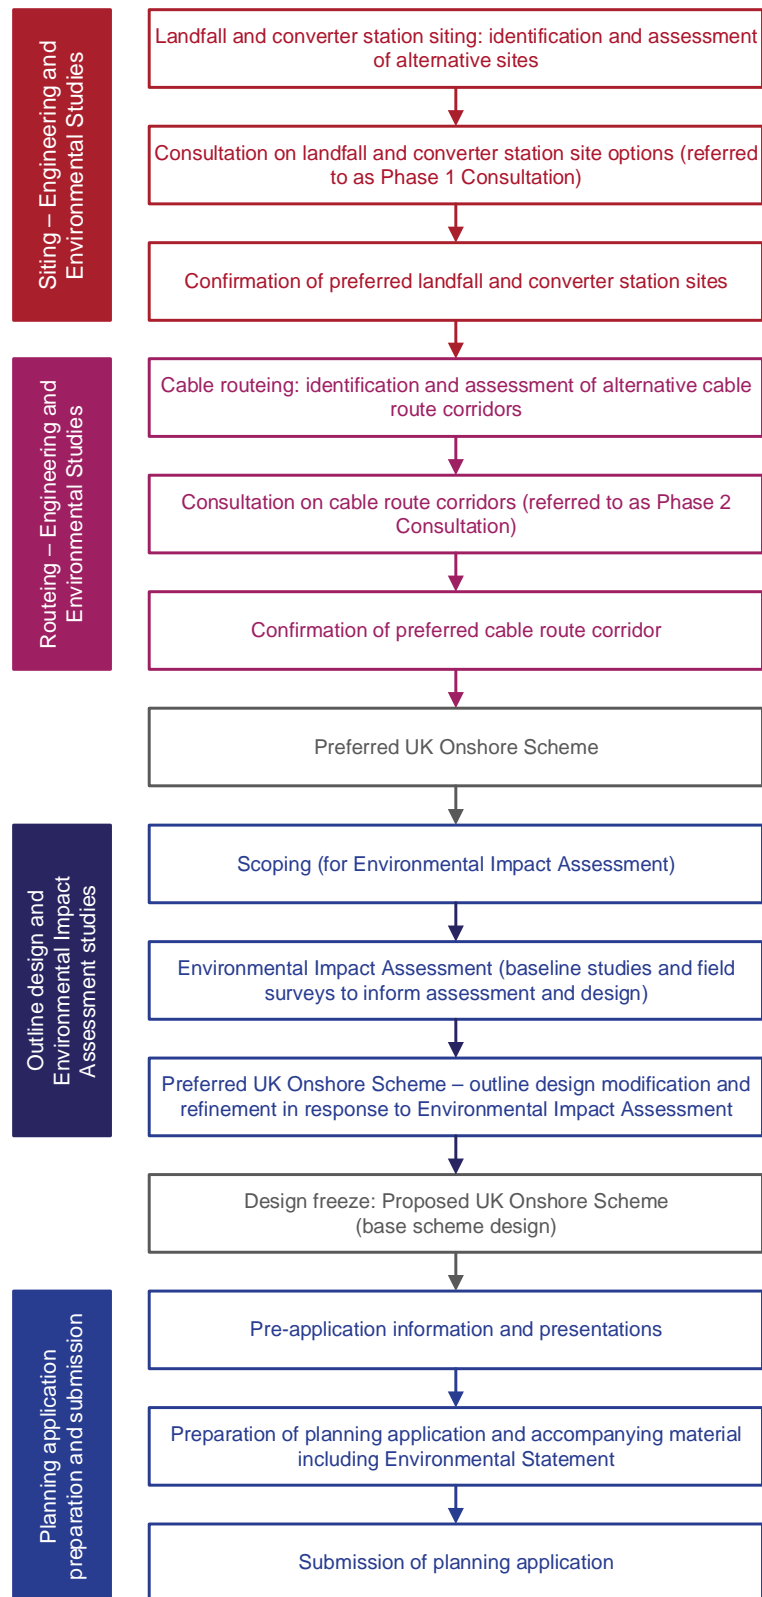 Siting – Engineering and
Environmental Studies
Landfall and converter station siting: identification and assessment
of alternative sites
Consultation on landfall and converter station site options (referred
to as Phase 1 Consultation)
Confirmation of preferred landfall and converter station sites
Routeing – Engineering and
Environmental Studies
Cable routeing: identification and assessment of alternative cable
route corridors
Consultation on cable route corridors (referred to as Phase 2
Consultation)
Confirmation of preferred cable route corridor
Preferred UK Onshore Scheme
Outline design and
Environmental Impact
Assessment studies
Scoping (for Environmental Impact Assessment)
Environmental Impact Assessment (baseline studies and field
surveys to inform assessment and design)
Preferred UK Onshore Scheme – outline design modification and
refinement in response to Environmental Impact Assessment
Design freeze: Proposed UK Onshore Scheme
(base scheme design)
Planning application
preparation and submission
Pre-application information and presentations
Preparation of planning application and accompanying material
including Environmental Statement
Submission of planning application